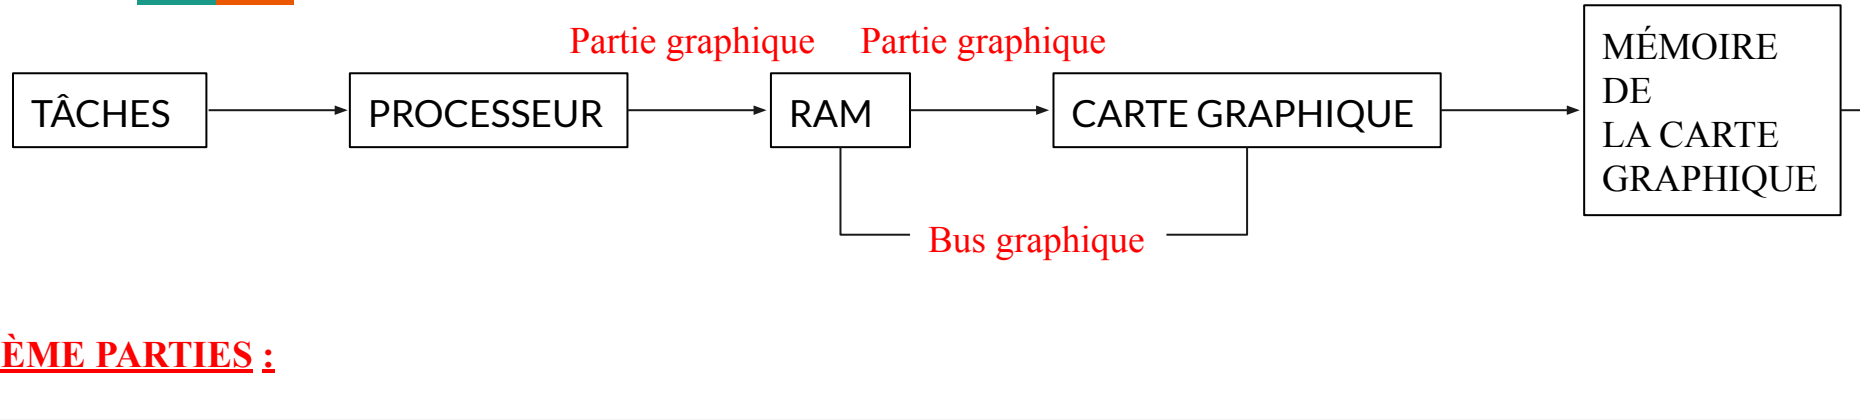 Partie graphique Partie graphique
TÂCHES PROCESSEUR RAM CARTE GRAPHIQUE
MÉMOIRE
DE
LA CARTE
GRAPHIQUE
Bus graphique
ÈME PARTIES :